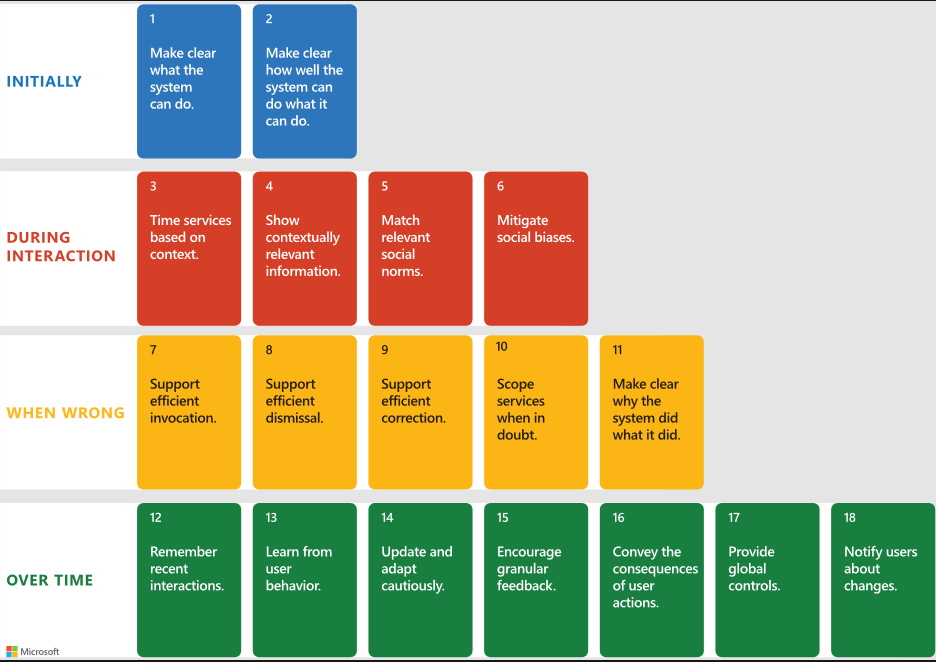 INITIALLY
1
Make clear
what the
system
can do.
2
Make clear
how well the
system can
do what it
can do.
DURING
INTERACTION
3
Time services
based on
context.
4
Show
contextually
relevant
information.
5
Match
relevant
social
norms.
6
Mitigate
social biases.
WHEN WRONG
7
Support
efficient
invocation.
8
Support
efficient
dismissal.
9
Support
efficient
correction.
10
Scope
services
when in
doubt.
11
Make clear
why the
system did
what it did.
OVER TIME
12
Remember
recent
interactions.
13
Learn from
user
behavior.
14
Update and
adapt
cautiously.
15
Encourage
granular
feedback.
16
Convey the
consequences
of user
actions.
17
Provide
global
controls.
18
Notify users
about
changes.
Microsoft